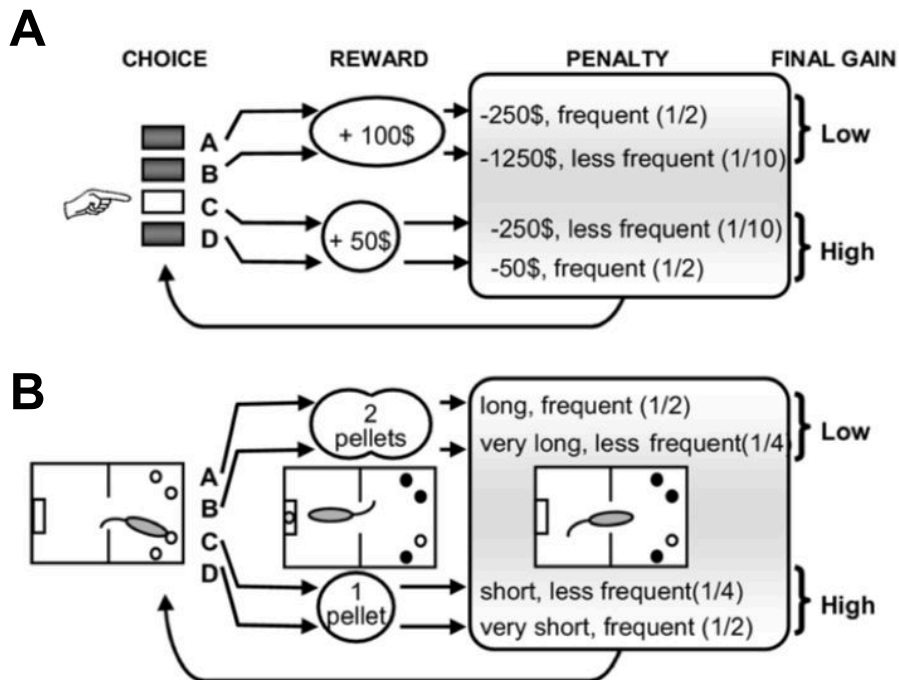 A
CHOICE REWARD PENALTY FINAL GAIN
A
B
C
D
+ 100$
+ 50$
-250$, frequent (1/2)
-1250$, less frequent (1/10)
-250$, less frequent (1/10)
-50$, frequent (1/2)
Low
High
B
A
B
C
D
2
pellets
1
pellet
long, frequent (1/2)
very long, less frequent(1/4)
short, less frequent(1/4)
very short, frequent (1/2)
Low
High